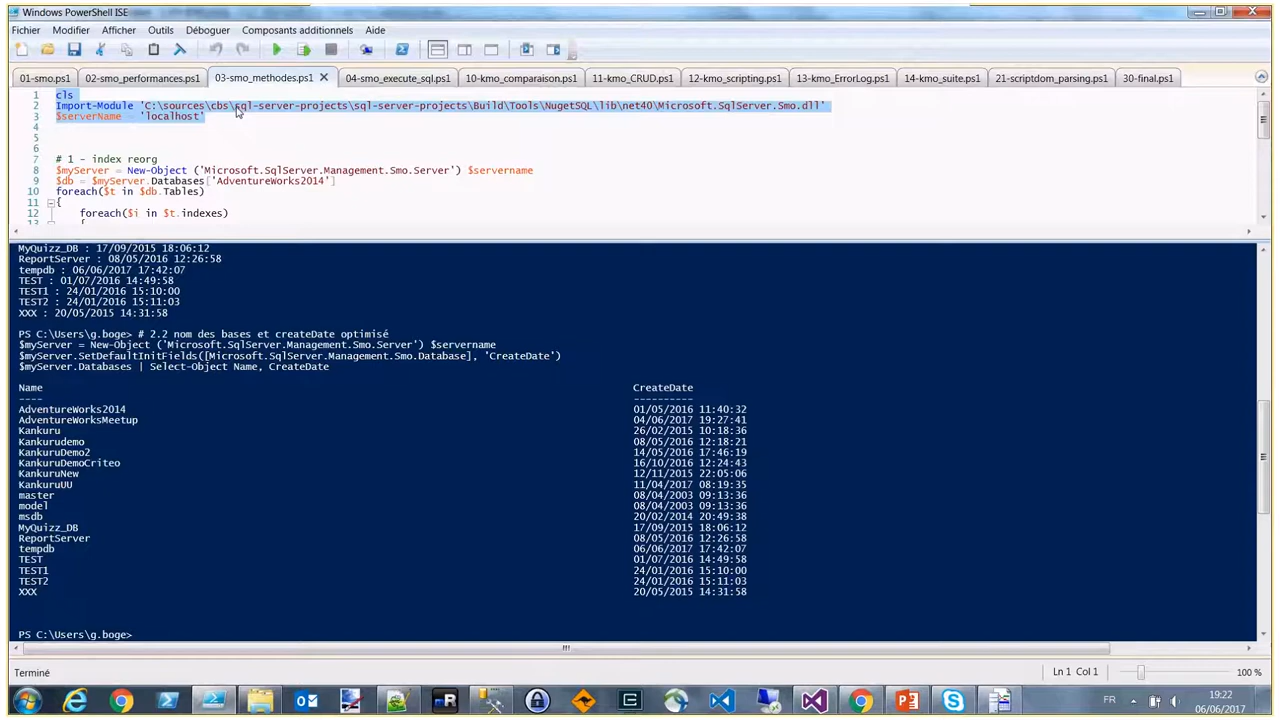 Windows PowerShell ISE
Fichier Modifier Afficher Outils Déboguer Composants additionnels Aide
01-smo.ps1 02-smo_performances.ps1 03-smo_methodes.ps1 04-smo_execute_sql.ps1 10-kmo_comparaison.ps1 11-kmo_CRUD.ps1 12-kmo_scripting.ps1 13-kmo_ErrorLog.ps1 14-kmo_suite.ps1 21-scriptdom_parsing.ps1 30-final.ps1
1 cls
2 Import-Module 'C:\sources\cbs\sql-server-projects\sql-server-projects\Build\Tools\NugetSQL\lib\net40\Microsoft.SqlServer.Smo.dll'
3 $serverName = 'localhost'
4
5
6
7 # 1 - index reorg
8 $myServer = New-Object ('Microsoft.SqlServer.Management.Smo.Server') $servername
9 $db = $myServer.Databases['AdventureWorks2014']
10 foreach($t in $db.Tables)
11 {
12 foreach($i in $t.indexes)
13 {
MyQuizz_DB : 17/09/2015 18:06:12
ReportServer : 08/05/2016 12:26:58
tempdb : 06/06/2017 17:42:07
TEST : 01/07/2016 14:49:58
TEST1 : 24/01/2016 15:10:00
TEST2 : 24/01/2016 15:11:03
XXX : 20/05/2015 14:31:58
PS C:\Users\g.boge> # 2.2 nom des bases et createDate optimisé
$myServer = New-Object ('Microsoft.SqlServer.Management.Smo.Server') $servername
$myServer.SetDefaultInitFields([Microsoft.SqlServer.Management.Smo.Database], 'CreateDate')
$myServer.Databases | Select-Object Name, CreateDate
Name CreateDate
---- ----------
AdventureWorks2014 01/05/2016 11:40:32
AdventureWorksMeetup 04/06/2017 19:27:41
Kankuru 26/02/2015 10:18:36
Kankurudemo 08/05/2016 12:18:21
KankuruDemo2 14/05/2016 17:46:19
KankuruDemoCriteo 16/10/2016 12:24:43
KankuruNew 12/11/2015 22:05:06
KankuruUU 11/04/2017 08:19:35
master 08/04/2003 09:13:36
model 08/04/2003 09:13:36
msdb 20/02/2014 20:49:38
MyQuizz_DB 17/09/2015 18:06:12
ReportServer 08/05/2016 12:26:58
tempdb 06/06/2017 17:42:07
TEST 01/07/2016 14:49:58
TEST1 24/01/2016 15:10:00
TEST2 24/01/2016 15:11:03
XXX 20/05/2015 14:31:58
PS C:\Users\g.boge>
Terminé Ln 1 Col 1 100 %
FR 19:22
06/06/2017